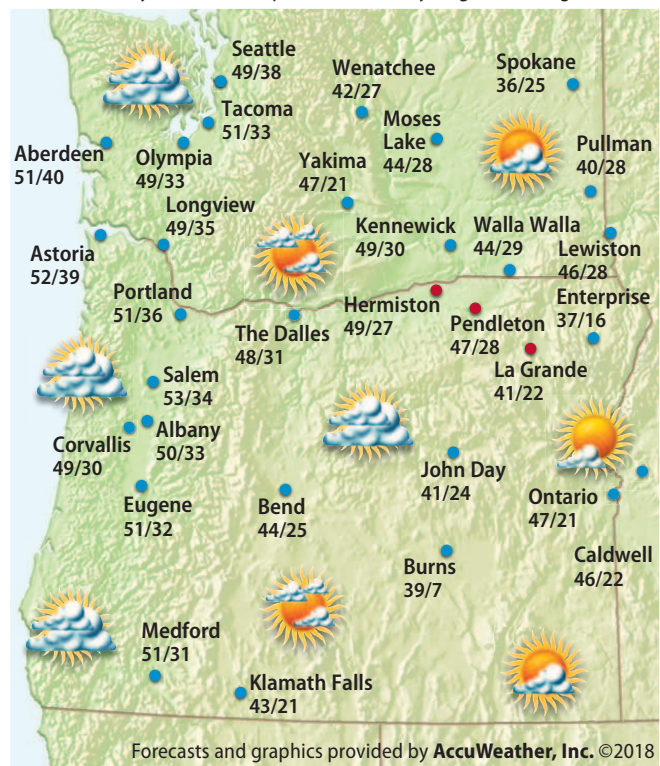 Seattle
49/38
Wenatchee
42/27
Spokane
36/25
Tacoma
51/33
Moses
Lake
44/28
Aberdeen
51/40
Olympia
49/33
Yakima
47/21
Pullman
40/28
Longview
49/35
Kennewick
49/30
Walla Walla
44/29
Lewiston
46/28
Astoria
52/39
Portland
51/36
The Dalles
48/31
Hermiston
49/27
Pendleton
47/28
Enterprise
37/16
La Grande
41/22
Salem
53/34
Corvallis
49/30
Albany
50/33
John Day
41/24
Eugene
51/32
Bend
44/25
Ontario
47/21
Burns
39/7
Caldwell
46/22
Medford
51/31
Klamath Falls
43/21
Forecasts and graphics provided by AccuWeather, Inc. ©2018